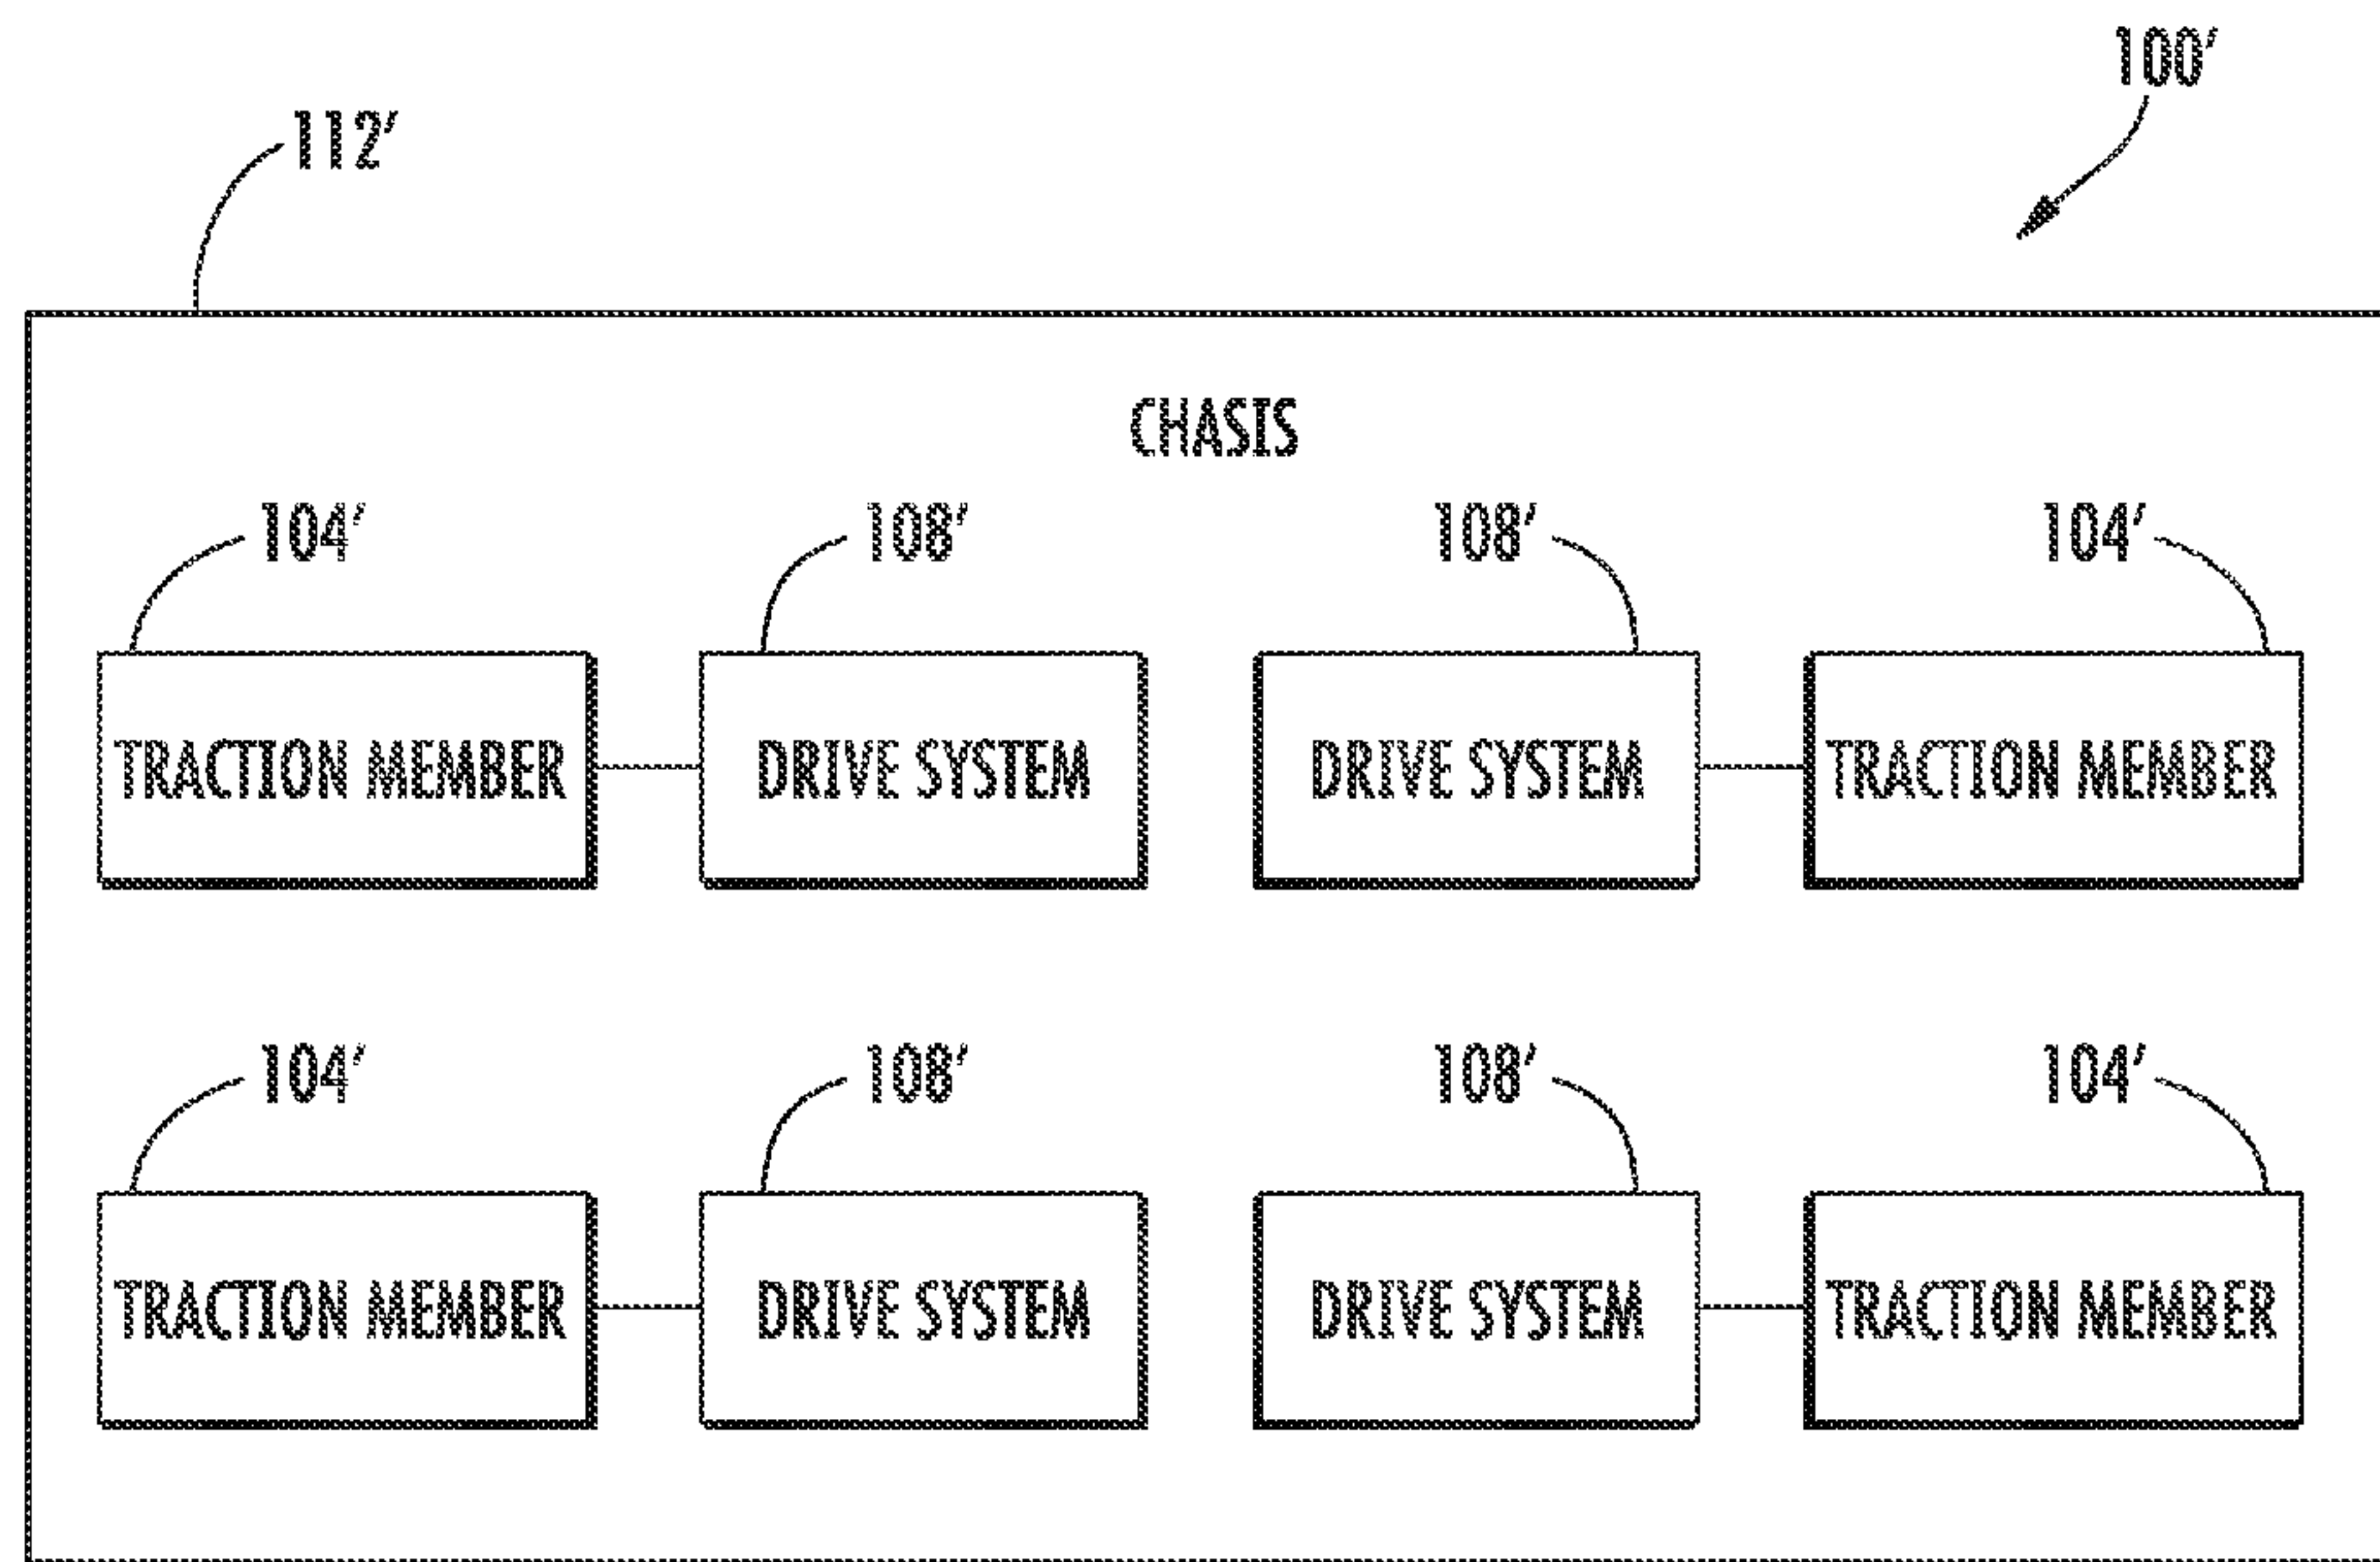 100'
112'
CHASIS
104' 108' 108' 104'
TRACTION MEMBER DRIVE SYSTEM DRIVE SYSTEM TRACTION MEMBER
104' 108' 108' 104'
TRACTION MEMBER DRIVE SYSTEM DRIVE SYSTEM TRACTION MEMBER